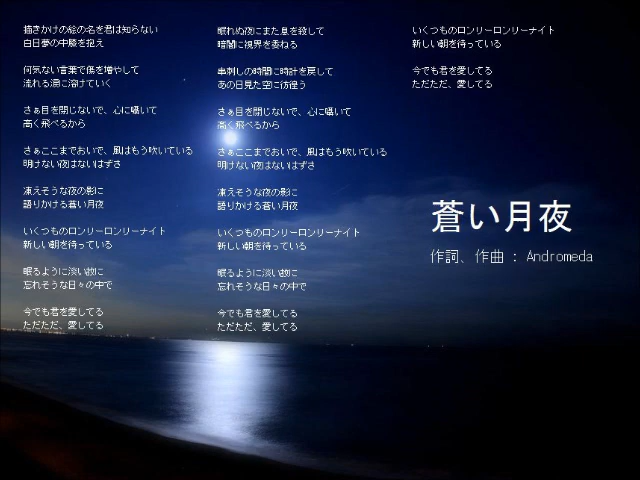 描きかけの絵の名を君は知らない
白日夢の中勝を抱え
何気ない言葉で傷を増やして
流れる涙に溶けていく
さぁ目を閉じないで、心に囁いて
高く飛べるから
さぁここまでおいで、風はもう吹いている
明けない夜はないはずさ
凍えそうな夜の影に
語りかける蒼い月夜
いくつものロンリーロンリーナイト
新しい朝を待っている
眠るように淡い故に
忘れそうな日々の中で
今でも君を愛してる
ただただ、愛してる
眠れぬ夜にまた息を殺して
暗闇に視界を委ねる
串刺しの時間に時計を戻して
あの日見た空に彷徨う
さぁ目を閉じないで、心に囁いて
高く飛べるから
さぁここまでおいで、風はもう吹いている
明けない夜はないはずさ
凍えそうな夜の影に
語りかける蒼い月夜
いくつものロンリーロンリーナイト
新しい朝を待っている
眠るように淡い故に
忘れそうな日々の中で
今でも君を愛してる
ただただ、愛してる
いくつものロンリーロンリーナイト
新しい朝を待っている
今でも君を愛してる
ただただ、愛してる
蒼い月夜
作詞、作曲 : Andromeda